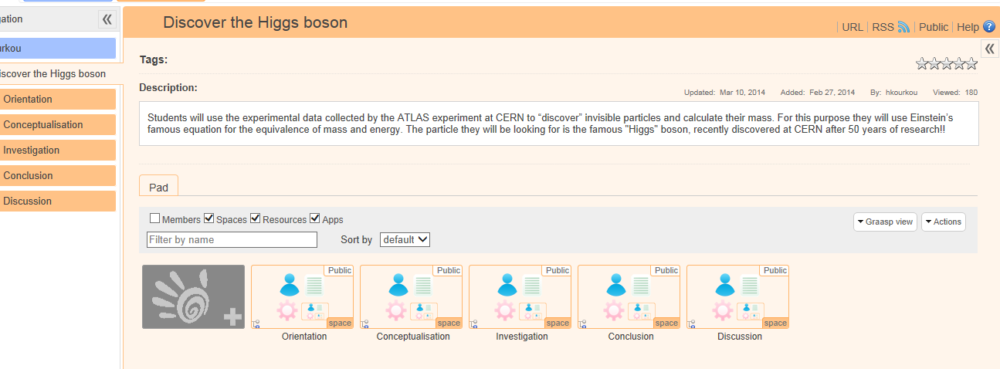 gation
Discover the Higgs boson
URL RSS Public Help ?
urkou
iscover the Higgs boson
Orientation
Conceptualisation
Investigation
Conclusion
Discussion
Tags:
Description:
Updated: Mar 10, 2014 Added: Feb 27, 2014 By: hkourkou Viewed: 180
Students will use the experimental data collected by the ATLAS experiment at CERN to “discover” invisible particles and calculate their mass. For this purpose they will use Einstein’s
famous equation for the equivalence of mass and energy. The particle they will be looking for is the famous "Higgs" boson, recently discovered at CERN after 50 years of research!!
Pad
Members Spaces Resources Apps
Graasp view Actions
Filter by name Sort by default
Public Public Public Public Public
space space space space space
Orientation Conceptualisation Investigation Conclusion Discussion